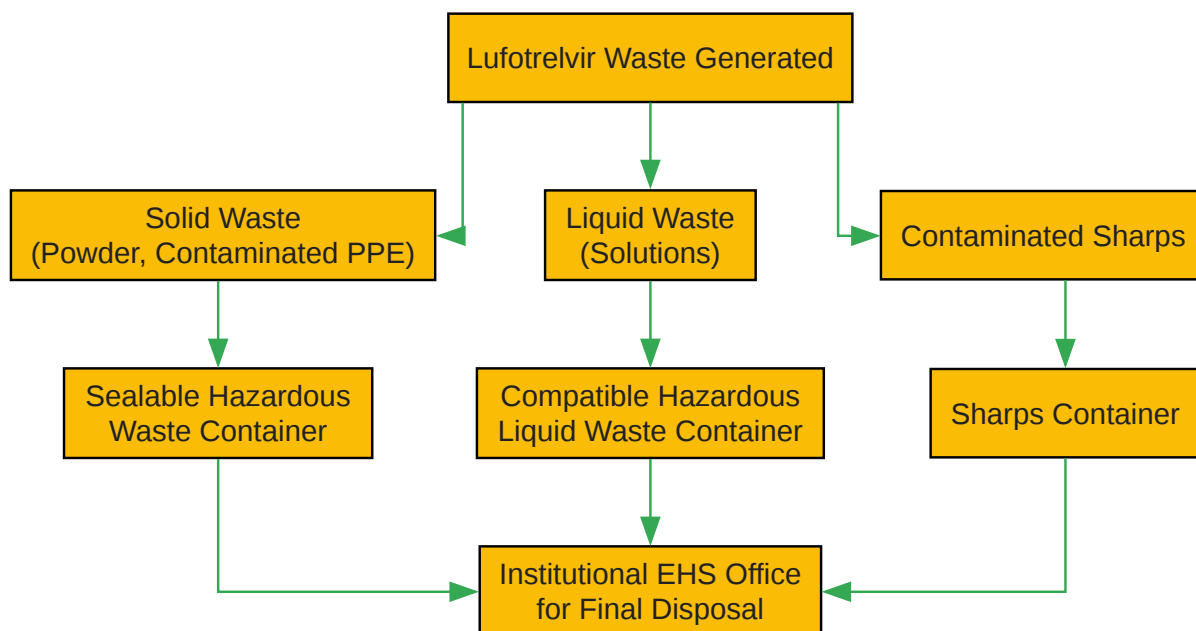 Lufotrelvir Waste Generated
Solid Waste
(Powder, Contaminated PPE)
Liquid Waste
(Solutions)
Contaminated Sharps
Sealable Hazardous
Waste Container
Compatible Hazardous
Liquid Waste Container
Sharps Container
Institutional EHS Office
for Final Disposal